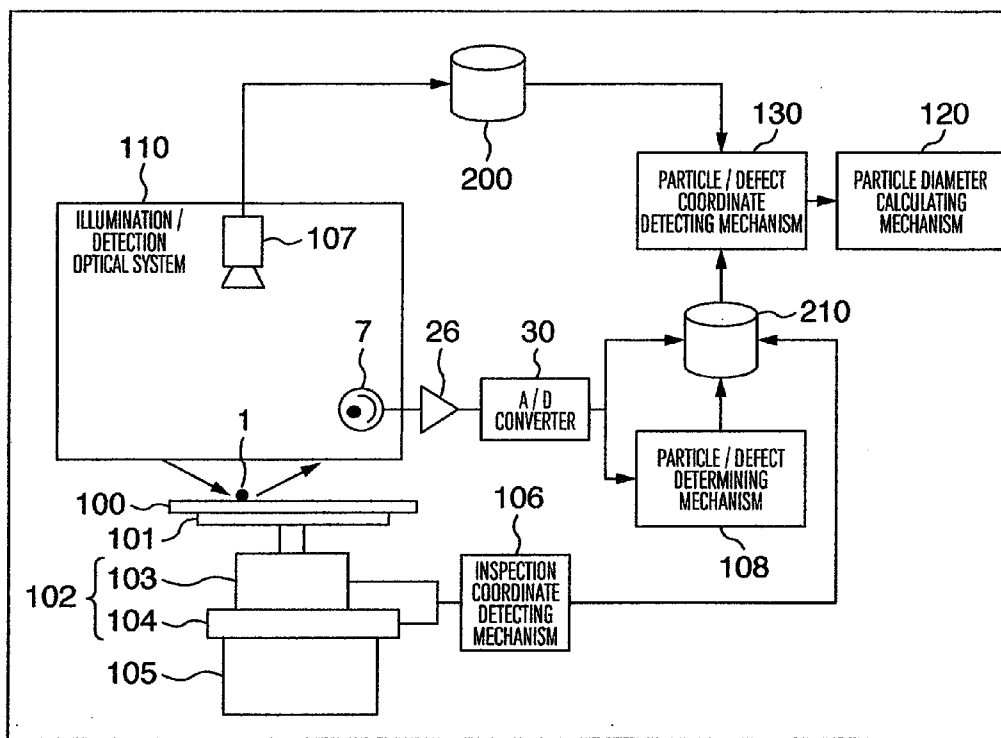 110
ILLUMINATION /
DETECTION
OPTICAL SYSTEM
107
200
130
120
PARTICLE / DEFECT
COORDINATE
DETECTING MECHANISM
PARTICLE DIAMETER
CALCULATING
MECHANISM
7
26
30
A / D
CONVERTER
210
PARTICLE / DEFECT
DETERMINING
MECHANISM
108
1
100
101
102
103
104
105
106
INSPECTION
COORDINATE
DETECTING
MECHANISM